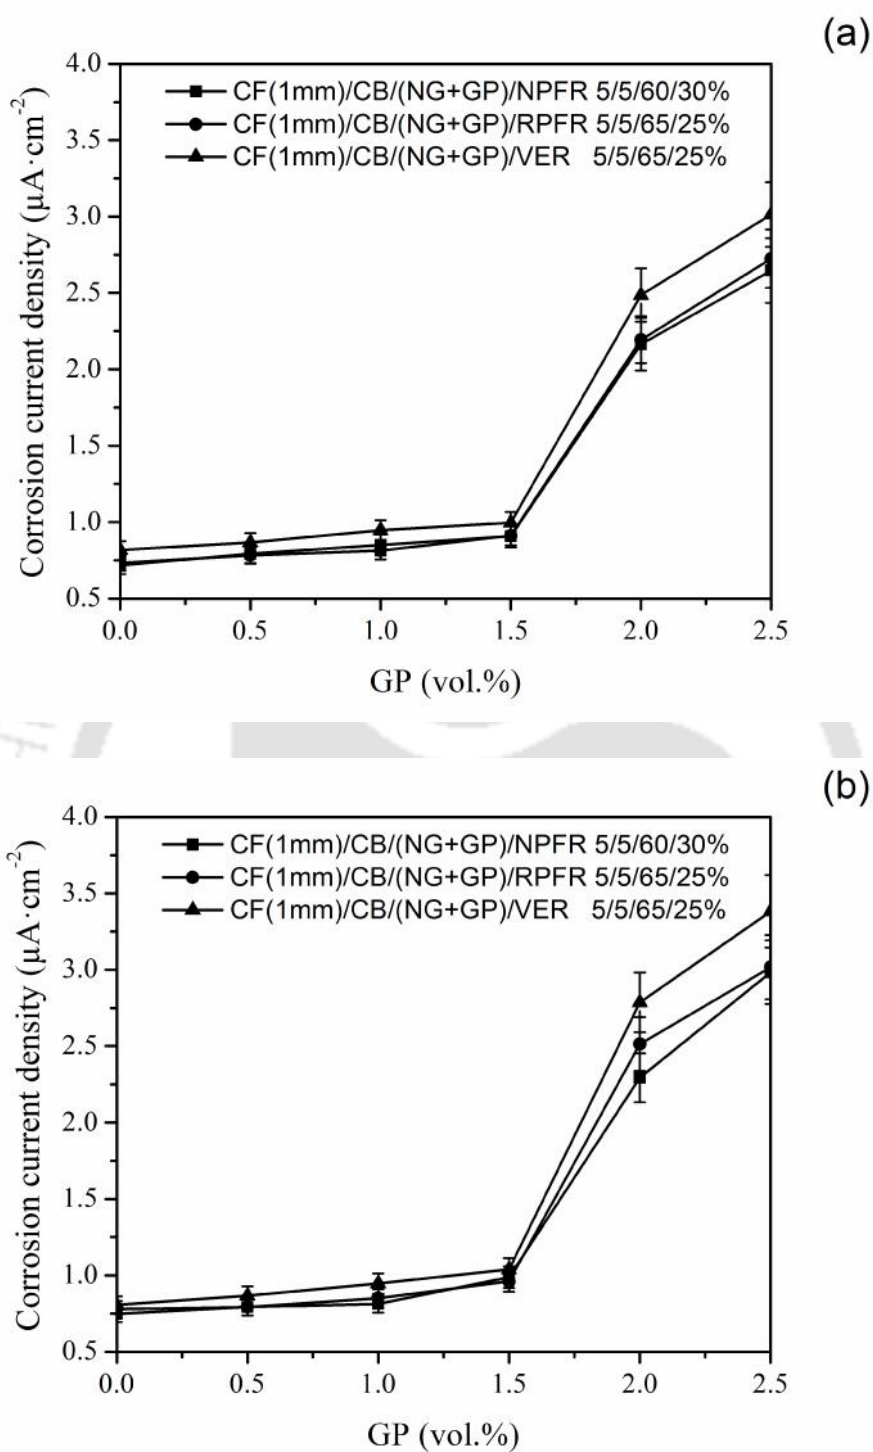 (a)
4.0
3.5
3.0
2.5
2.0
1.5
1.0
0.5
Corrosion current density (μA·cm⁻²)
CF(1mm)/CB/(NG+GP)/NPFR 5/5/60/30%
CF(1mm)/CB/(NG+GP)/RPFR 5/5/65/25%
CF(1mm)/CB/(NG+GP)/VER 5/5/65/25%
0.0 0.5 1.0 1.5 2.0 2.5
GP (vol.%)
(b)
4.0
3.5
3.0
2.5
2.0
1.5
1.0
0.5
Corrosion current density (μA·cm⁻²)
CF(1mm)/CB/(NG+GP)/NPFR 5/5/60/30%
CF(1mm)/CB/(NG+GP)/RPFR 5/5/65/25%
CF(1mm)/CB/(NG+GP)/VER 5/5/65/25%
0.0 0.5 1.0 1.5 2.0 2.5
GP (vol.%)